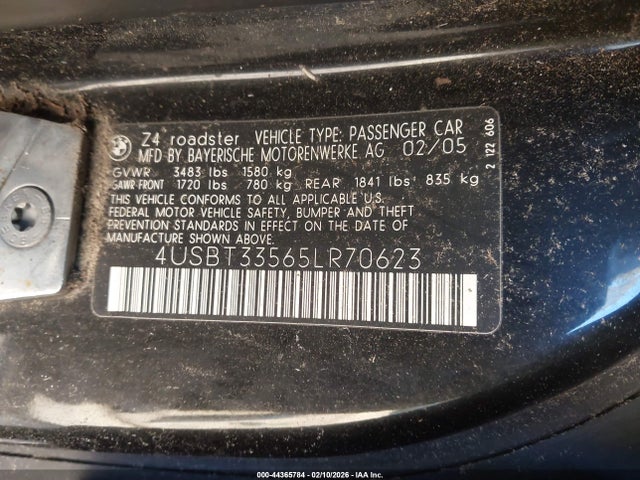 Z4 roadster VEHICLE TYPE: PASSENGER CAR
MFD BY BAYERISCHE MOTORENWERKE AG 02/05
GVWR 3483 lbs 1580 kg
GAWR FRONT 1720 lbs 780 kg REAR 1841 lbs 835 kg
THIS VEHICLE CONFORMS TO ALL APPLICABLE U.S.
FEDERAL MOTOR VEHICLE SAFETY, BUMPER AND THEFT
PREVENTION STANDARDS IN EFFECT ON THE DATE OF
MANUFACTURE SHOWN ABOVE.
4USBT33565LR70623
2 122 606
000-44365784 - 02/10/2026 - IAA Inc.